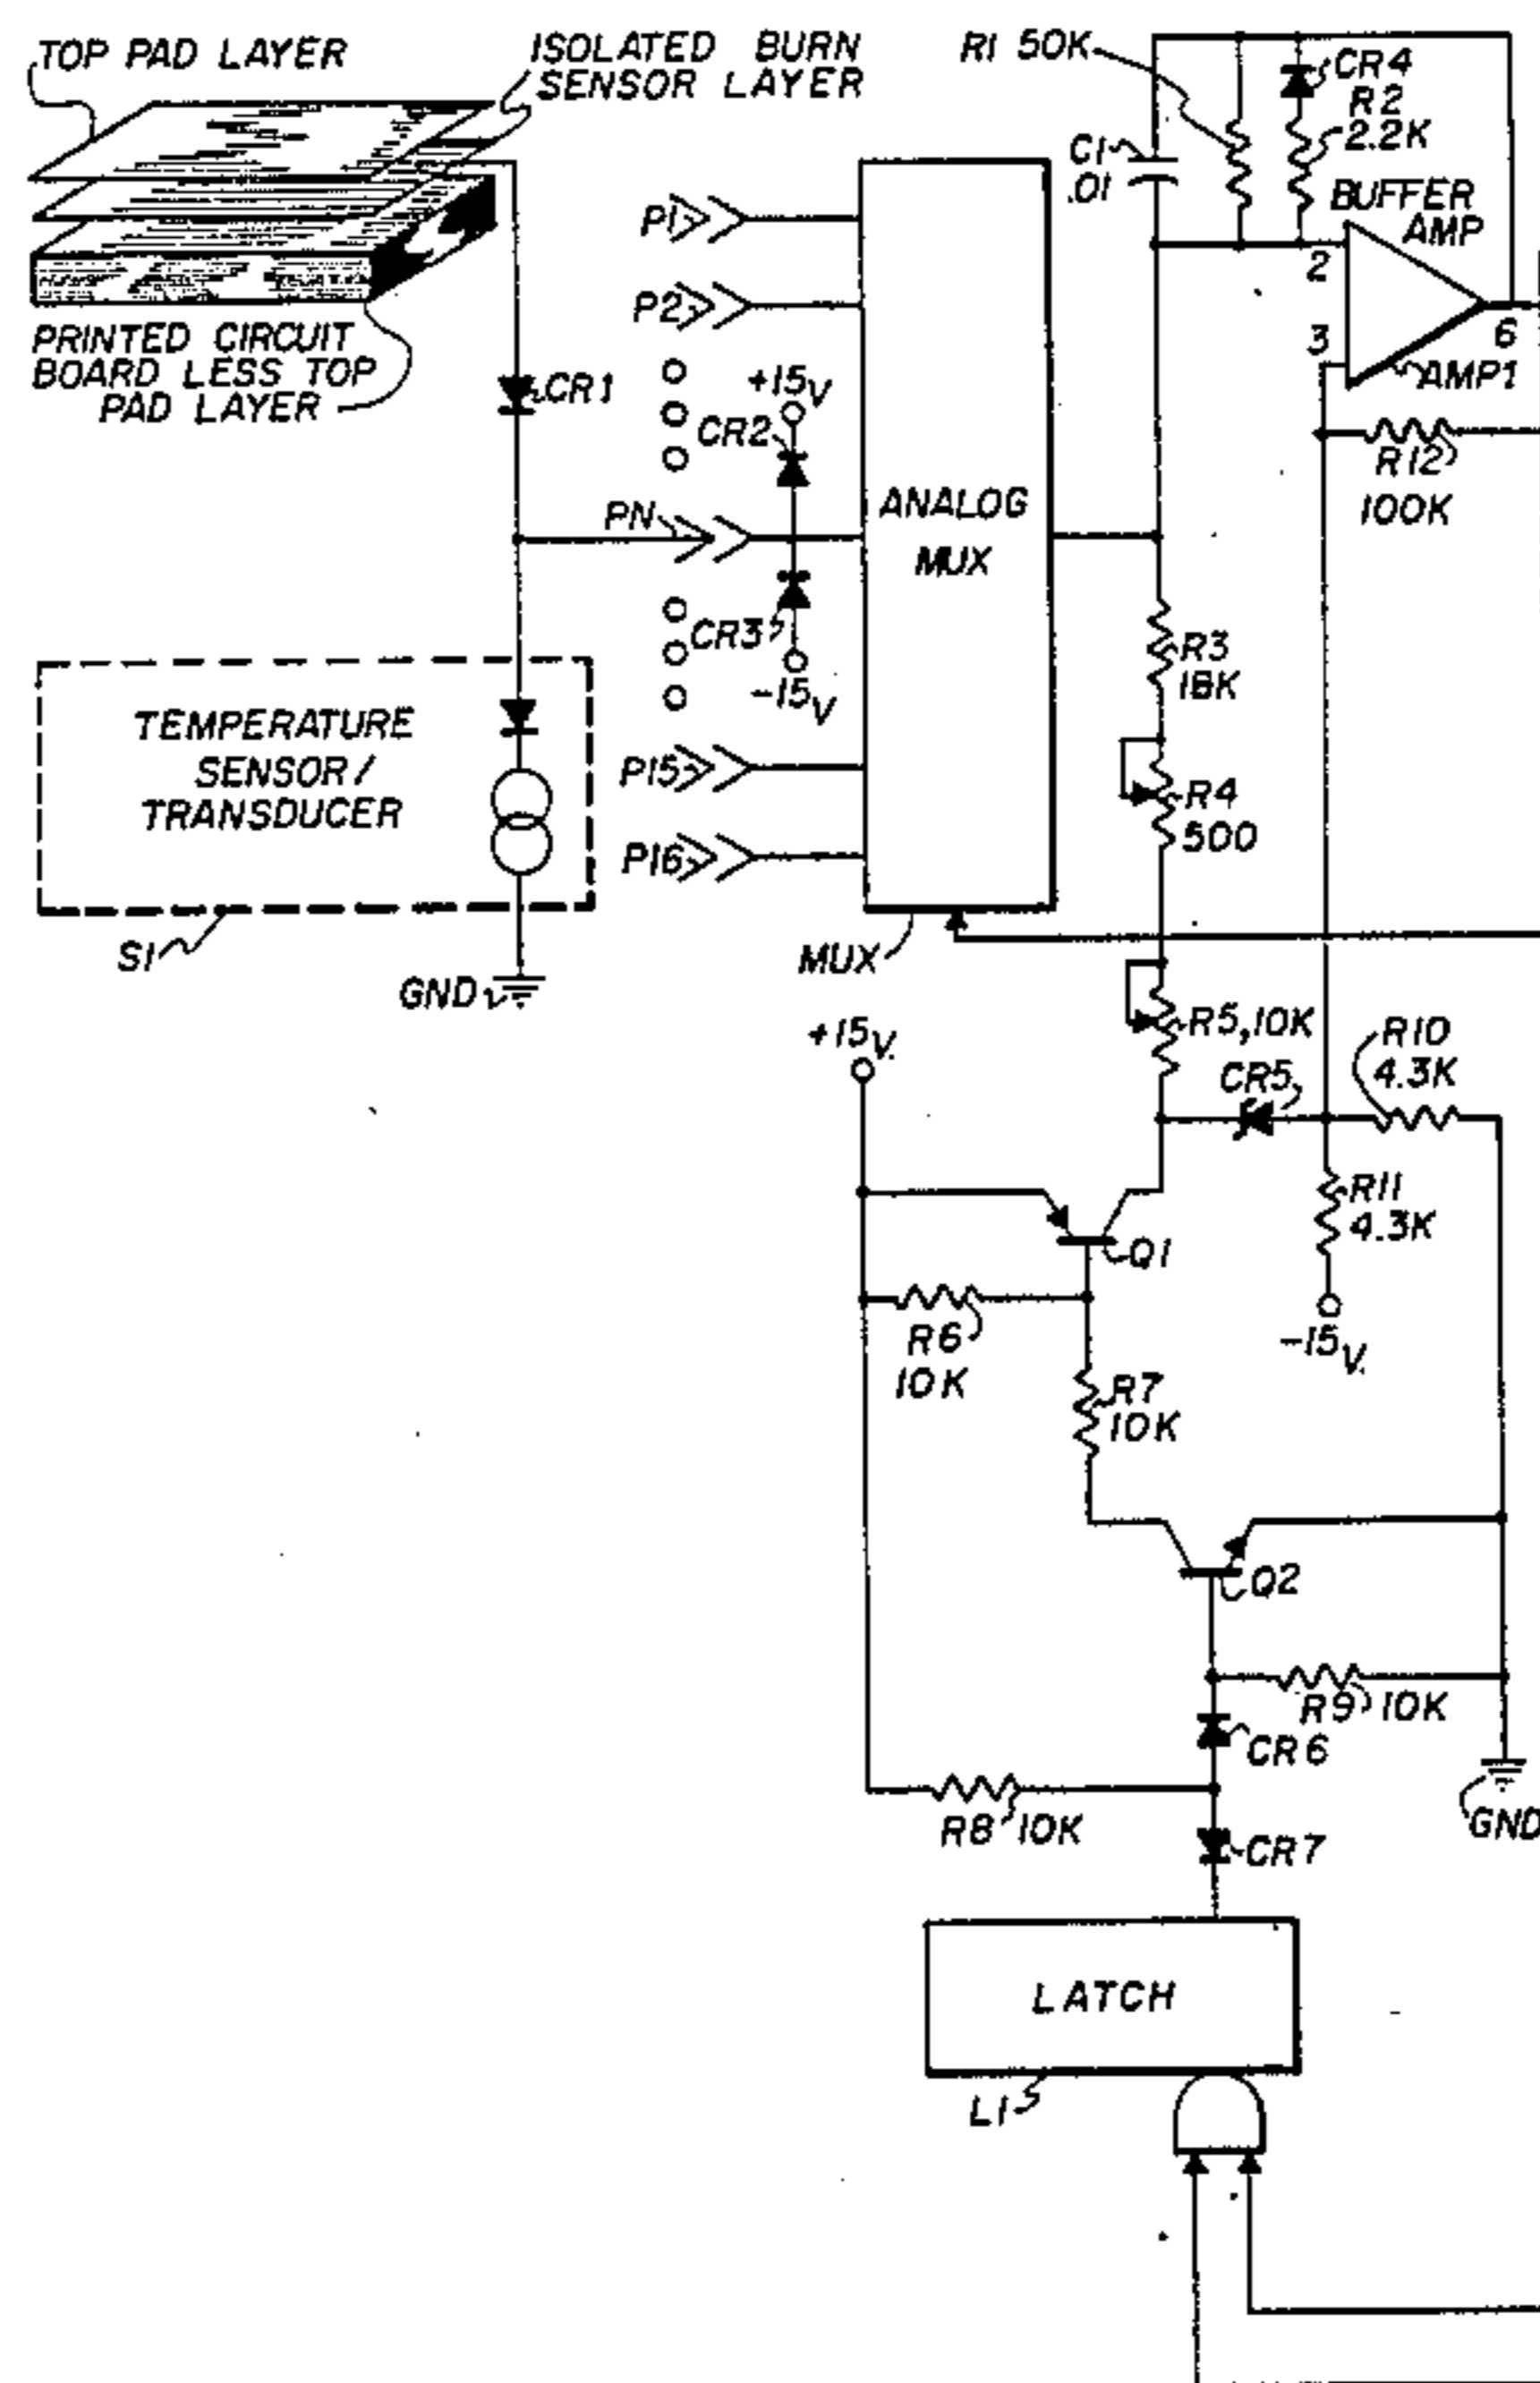 TOP PAD LAYER
ISOLATED BURN
SENSOR LAYER
PRINTED CIRCUIT
BOARD LESS TOP
PAD LAYER
CR1
TEMPERATURE
SENSOR/
TRANSDUCER
S1
GND
P1
P2
PN
P15
P16
+15V
CR2
CR3
-15V
ANALOG
MUX
MUX
R1 50K
C1
.01
CR4
R2
2.2K
BUFFER
AMP
2
3
6
AMP1
R12
100K
R3
18K
R4
500
R5,10K
CR5
R10
4.3K
R11
4.3K
-15V.
+15V.
Q1
R6
10K
R7
10K
Q2
R9 10K
CR6
R8 10K
CR7
GND
LATCH
L1